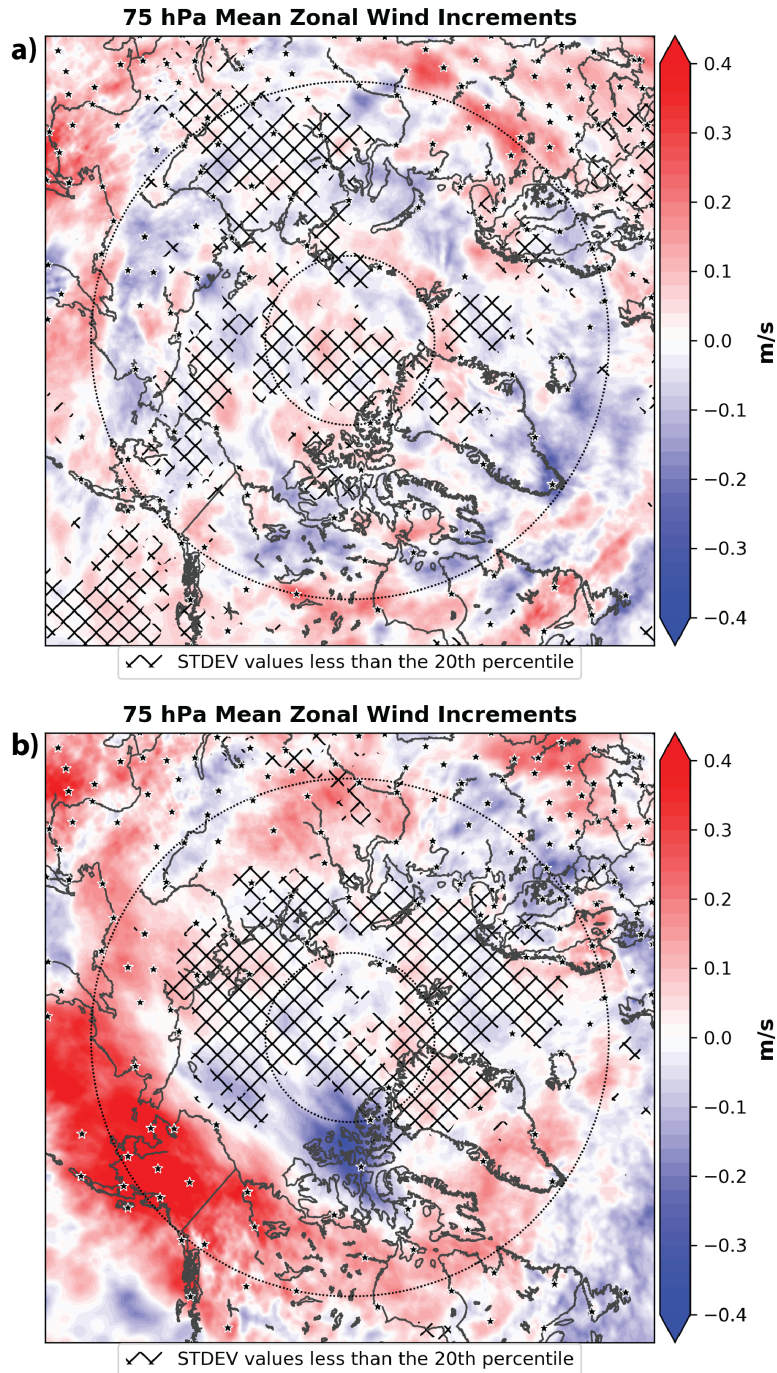 75 hPa Mean Zonal Wind Increments
a)
0.4
0.3
0.2
0.1
0.0
−0.1
−0.2
−0.3
−0.4
m/s
STDEV values less than the 20th percentile
75 hPa Mean Zonal Wind Increments
b)
0.4
0.3
0.2
0.1
0.0
−0.1
−0.2
−0.3
−0.4
m/s
STDEV values less than the 20th percentile